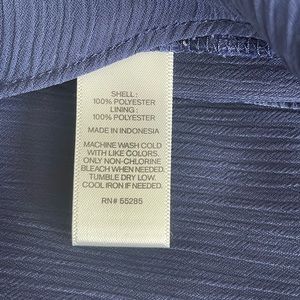 SHELL :
100% POLYESTER
LINING :
100% POLYESTER
MADE IN INDONESIA
MACHINE WASH COLD
WITH LIKE COLORS.
ONLY NON-CHLORINE
BLEACH WHEN NEEDED.
TUMBLE DRY LOW.
COOL IRON IF NEEDED.
RN# 55285